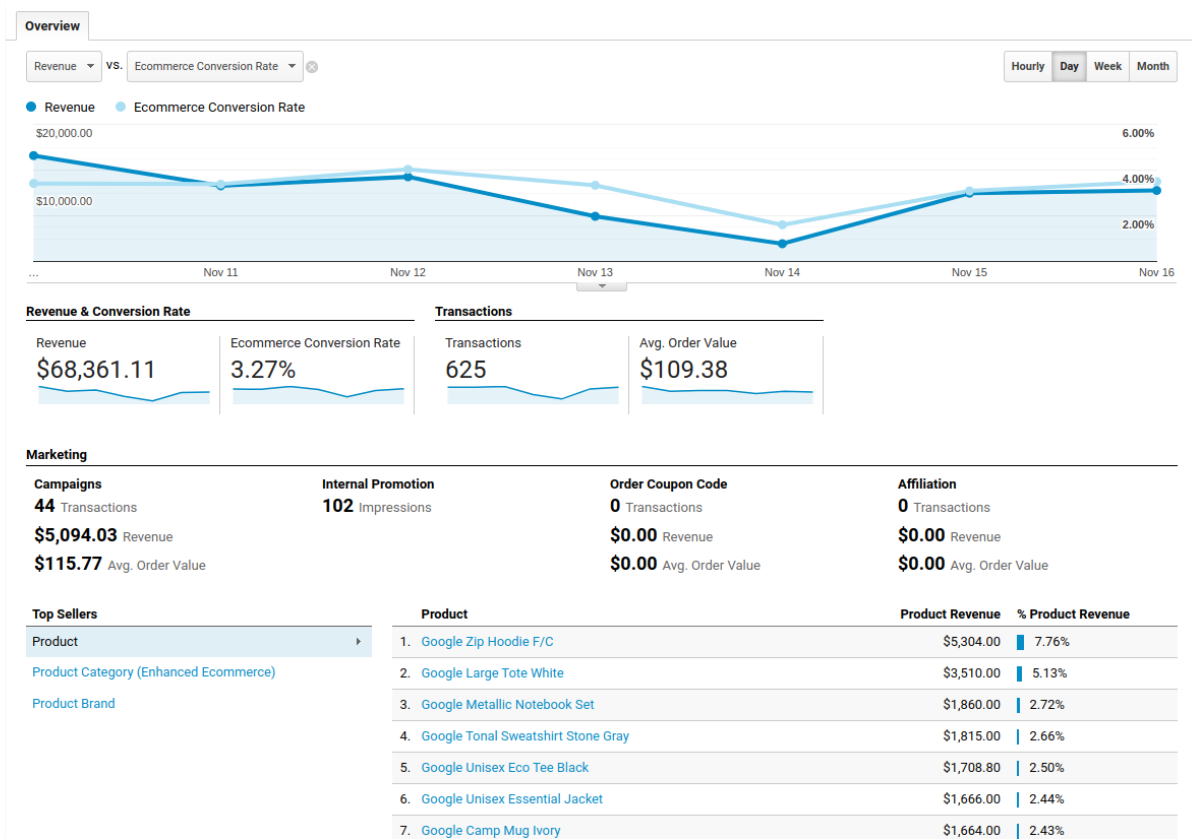 Overview
Revenue vs. Ecommerce Conversion Rate
Hourly Day Week Month
Revenue Ecommerce Conversion Rate
$20,000.00 6.00%
4.00%
$10,000.00
2.00%
... Nov 11 Nov 12 Nov 13 Nov 14 Nov 15 Nov 16
Revenue & Conversion Rate Transactions
Revenue Ecommerce Conversion Rate Transactions Avg. Order Value
$68,361.11 3.27% 625 $109.38
Marketing
Campaigns Internal Promotion Order Coupon Code Affiliation
44 Transactions 102 Impressions 0 Transactions 0 Transactions
$5,094.03 Revenue $0.00 Revenue $0.00 Revenue
$115.77 Avg. Order Value $0.00 Avg. Order Value $0.00 Avg. Order Value
Top Sellers Product Product Revenue % Product Revenue
Product 1. Google Zip Hoodie F/C $5,304.00 7.76%
Product Category (Enhanced Ecommerce) 2. Google Large Tote White $3,510.00 5.13%
Product Brand 3. Google Metallic Notebook Set $1,860.00 2.72%
4. Google Tonal Sweatshirt Stone Gray $1,815.00 2.66%
5. Google Unisex Eco Tee Black $1,708.80 2.50%
6. Google Unisex Essential Jacket $1,666.00 2.44%
7. Google Camp Mug Ivory $1,664.00 2.43%